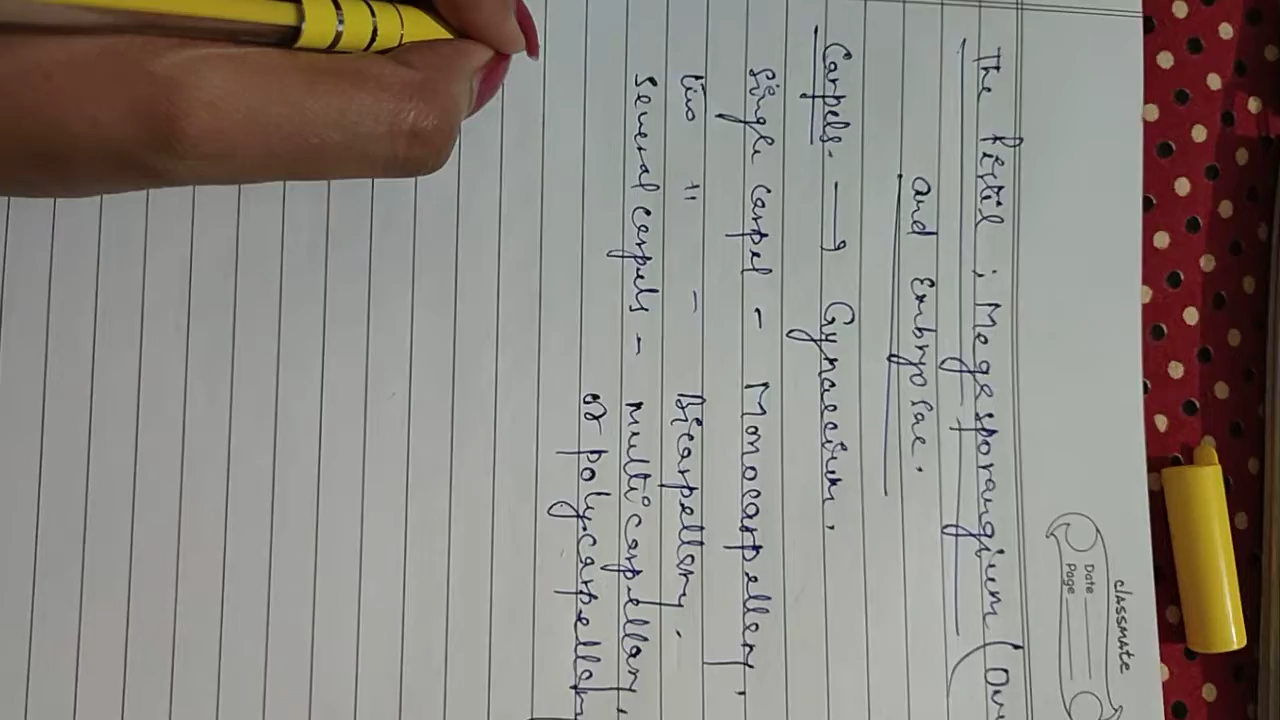 classmate
Date
Page
The Pistil ; Megasporangium (Ov
and Embryo Sac.
Carpels. → Gynaecium.
Single carpel - Monocarpellary.
two " - Bicarpellary.
Several carpels - multicarpellary.
or polycarpellary